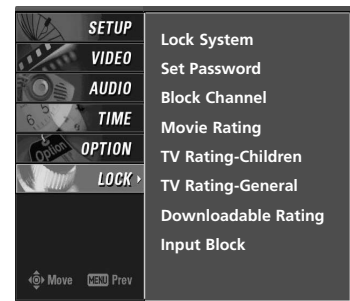 SETUP
VIDEO
AUDIO
TIME
OPTION
LOCK
Lock System
Set Password
Block Channel
Movie Rating
TV Rating-Children
TV Rating-General
Downloadable Rating
Input Block
Move MENU Prev